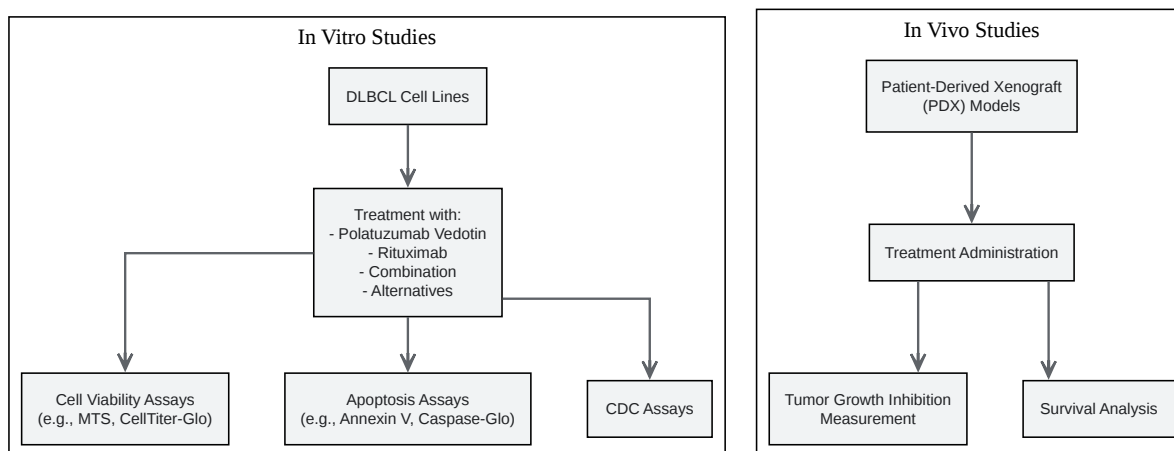 In Vitro Studies
DLBCL Cell Lines
Treatment with:
- Polatuzumab Vedotin
- Rituximab
- Combination
- Alternatives
Cell Viability Assays
(e.g., MTS, CellTiter-Glo)
Apoptosis Assays
(e.g., Annexin V, Caspase-Glo)
CDC Assays
In Vivo Studies
Patient-Derived Xenograft
(PDX) Models
Treatment Administration
Tumor Growth Inhibition
Measurement
Survival Analysis